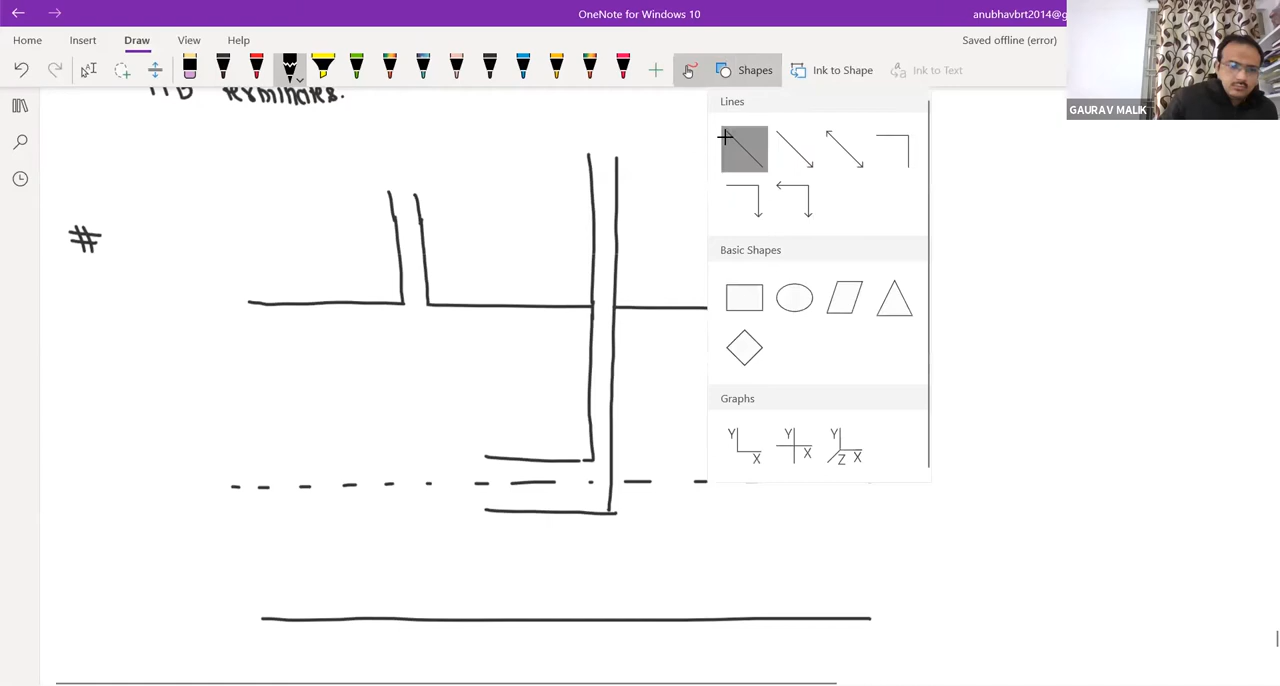 OneNote for Windows 10
anubhavbrt2014@g
Home Insert Draw View Help
Saved offline (error)
Shapes Ink to Shape Ink to Text
GAURAV MALIK
terminates.
Lines
#
Basic Shapes
Graphs
Y X Y X Y Z X